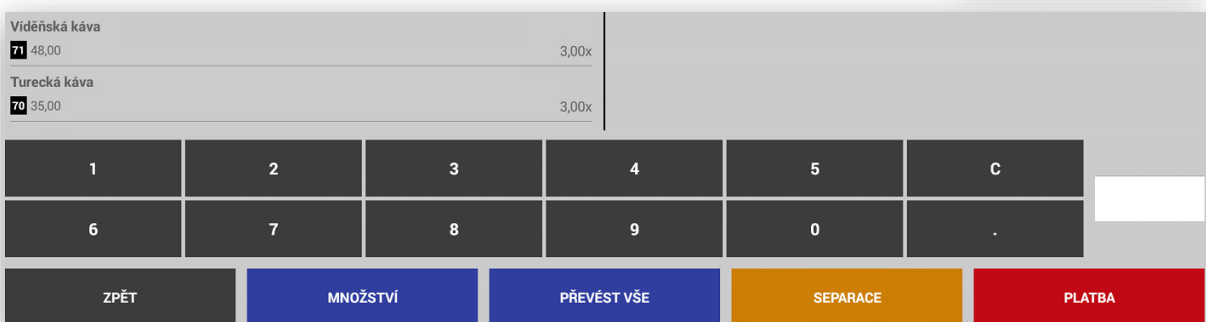 Víděňská káva
71 48,00 3,00x
Turecká káva
70 35,00 3,00x
1 2 3 4 5 C
6 7 8 9 0 .
ZPĚT MNOŽSTVÍ PŘEVÉST VŠE SEPARACE PLATBA